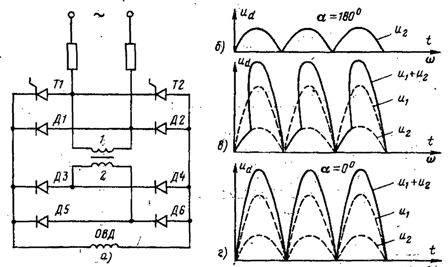 ~
T1
T2
Д1
Д2
1
2
Д3
Д4
Д5
Д6
ОВД
а)
u_d
α=180°
u_2
t
ω
б)
u_d
u_1+u_2
u_1
u_2
t
ω
в)
u_d
α=0°
u_1+u_2
u_1
u_2
t
ω
г)